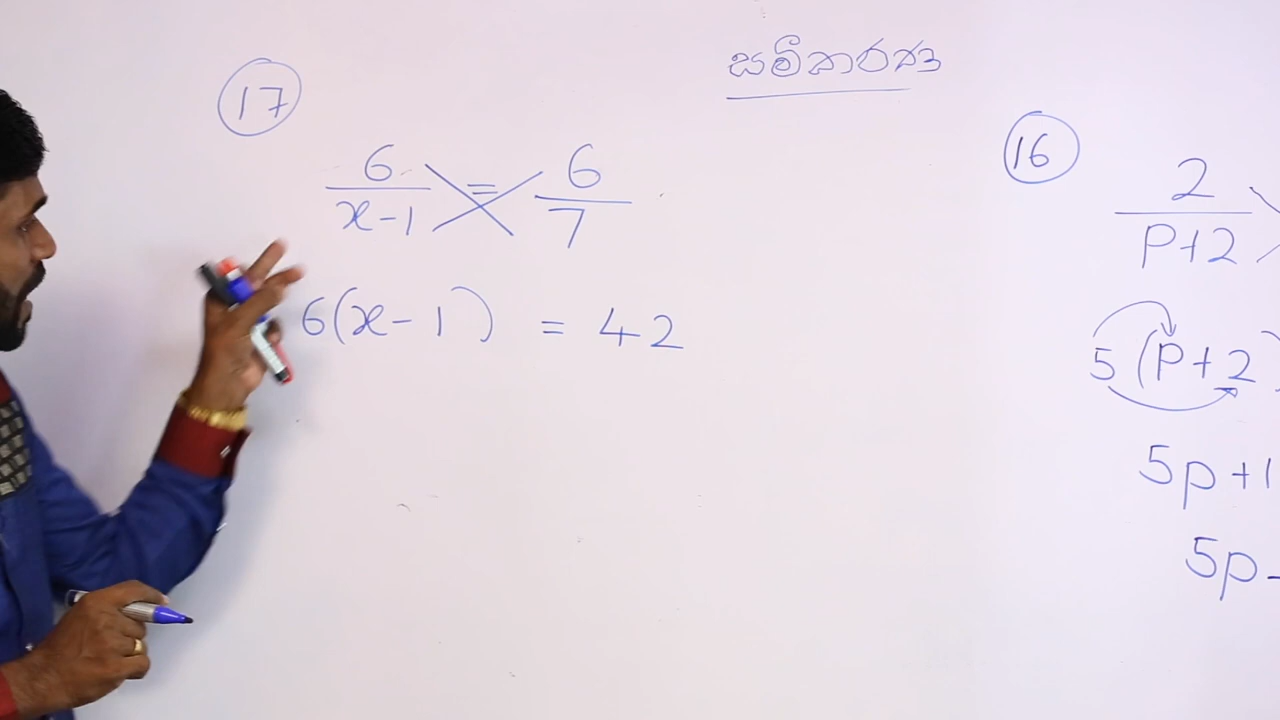 සමීකරණ
17
6/(x-1) = 6/7
6(x-1) = 42
16
2
P+2
5(P+2)
5p+1
5p-